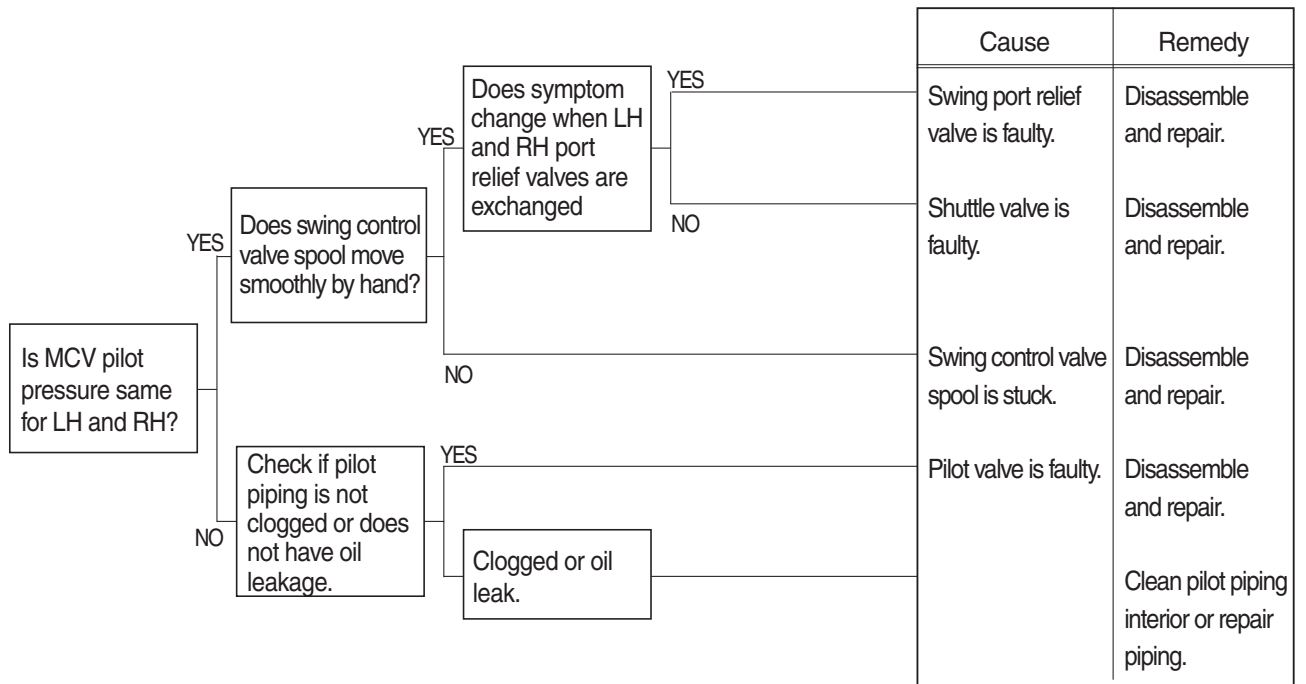 Is MCV pilot
pressure same
for LH and RH?
YES
Does swing control
valve spool move
smoothly by hand?
YES
Does symptom
change when LH
and RH port
relief valves are
exchanged
YES
NO
NO
NO
Check if pilot
piping is not
clogged or does
not have oil
leakage.
YES
Clogged or oil
leak.
Cause
Remedy
Swing port relief
valve is faulty.
Disassemble
and repair.
Shuttle valve is
faulty.
Disassemble
and repair.
Swing control valve
spool is stuck.
Disassemble
and repair.
Pilot valve is faulty.
Disassemble
and repair.
Clean pilot piping
interior or repair
piping.